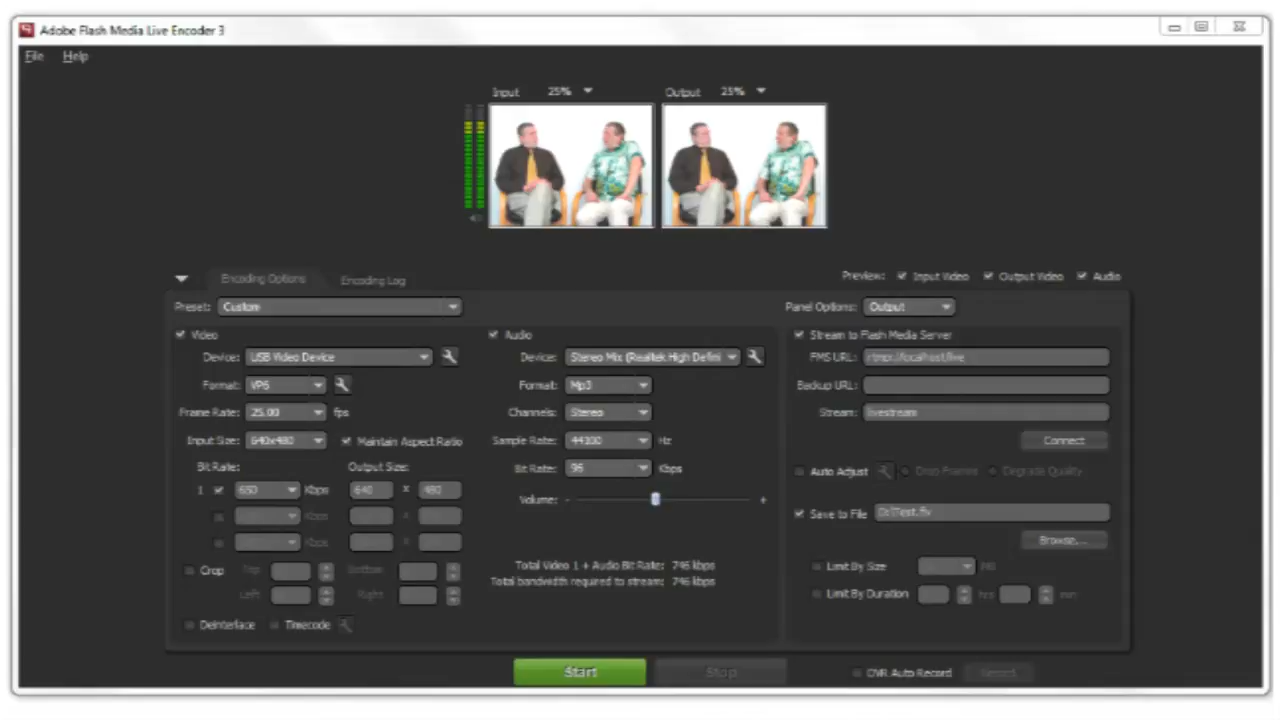 Adobe Flash Media Live Encoder 3
File Help
Input 25% Output 25%
Encoding Options Encoding Log Preview: Input Video Output Video Audio
Preset: Custom Panel Options: Output
Video Audio Stream to Flash Media Server
Device: USB Video Device Device: Stereo Mix (Realtek High Defini FMS URL: rtmp://localhost/live
Format: VP6 Format: Mp3 Backup URL:
Frame Rate: 25.00 fps Channels: Stereo Stream: livestream
Input Size: 640x480 Maintain Aspect Ratio Sample Rate: 44100 Hz Connect
Bit Rate: Output Size: Bit Rate: 96 Kbps Auto Adjust Drop Frames Degrade Quality
1 650 Kbps 640 x 480 Volume: - +
Kbps x Save to File D:\Test.flv
Kbps x Browse...
Crop Top Bottom Total Video 1 + Audio Bit Rate: 746 kbps Limit By Size MB
Left Right Total bandwidth required to stream: 746 kbps Limit By Duration hrs min
Deinterlace Timecode
Start Stop DVR Auto Record Record